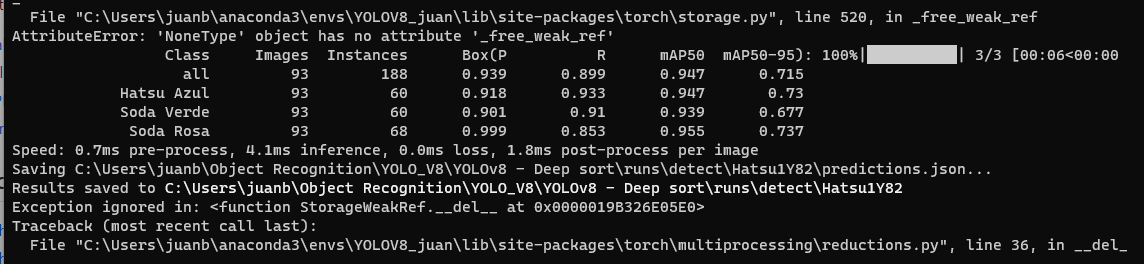 File "C:\Users\juanb\anaconda3\envs\YOLOV8_juan\lib\site-packages\torch\storage.py", line 520, in _free_weak_ref
AttributeError: 'NoneType' object has no attribute '_free_weak_ref'
Class Images Instances Box(P R mAP50 mAP50-95): 100%|██████████| 3/3 [00:06<00:00
all 93 188 0.939 0.899 0.947 0.715
Hatsu Azul 93 60 0.918 0.933 0.947 0.73
Soda Verde 93 60 0.901 0.91 0.939 0.677
Soda Rosa 93 68 0.999 0.853 0.955 0.737
Speed: 0.7ms pre-process, 4.1ms inference, 0.0ms loss, 1.8ms post-process per image
Saving C:\Users\juanb\Object Recognition\YOLO_V8\YOLOv8 - Deep sort\runs\detect\Hatsu1Y82\predictions.json...
Results saved to C:\Users\juanb\Object Recognition\YOLO_V8\YOLOv8 - Deep sort\runs\detect\Hatsu1Y82
Exception ignored in: <function StorageWeakRef.__del__ at 0x0000019B326E05E0>
Traceback (most recent call last):
File "C:\Users\juanb\anaconda3\envs\YOLOV8_juan\lib\site-packages\torch\multiprocessing\reductions.py", line 36, in __del_